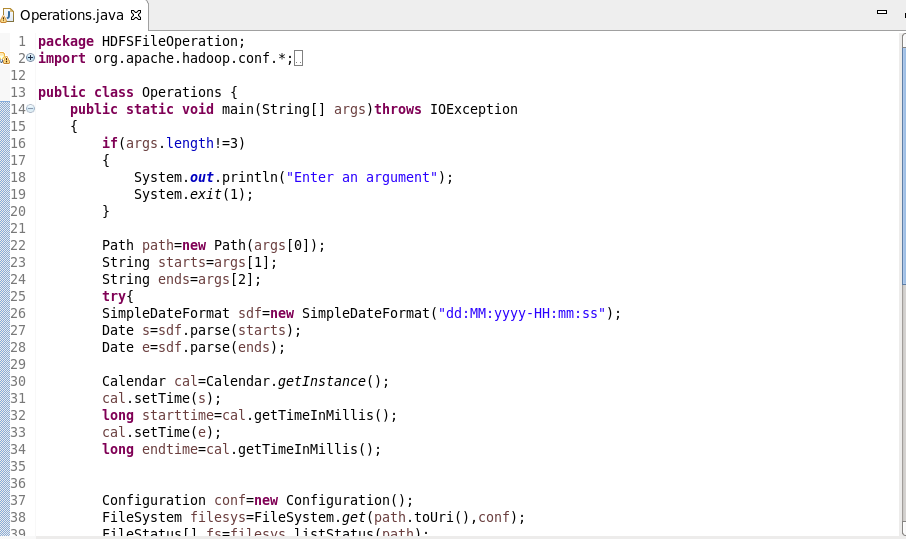 Operations.java
1 package HDFSFileOperation;
2 import org.apache.hadoop.conf.*;
12
13 public class Operations {
14 public static void main(String[] args)throws IOException
15 {
16 if(args.length!=3)
17 {
18 System.out.println("Enter an argument");
19 System.exit(1);
20 }
21
22 Path path=new Path(args[0]);
23 String starts=args[1];
24 String ends=args[2];
25 try{
26 SimpleDateFormat sdf=new SimpleDateFormat("dd:MM:yyyy-HH:mm:ss");
27 Date s=sdf.parse(starts);
28 Date e=sdf.parse(ends);
29
30 Calendar cal=Calendar.getInstance();
31 cal.setTime(s);
32 long starttime=cal.getTimeInMillis();
33 cal.setTime(e);
34 long endtime=cal.getTimeInMillis();
35
36
37 Configuration conf=new Configuration();
38 FileSystem filesys=FileSystem.get(path.toUri(),conf);
39 FileStatus[] fs=filesys.listStatus(path);